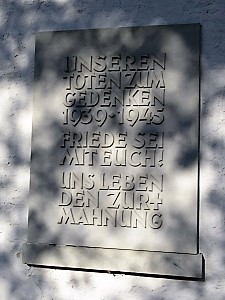 UNSEREN
TOTEN ZUM
GEDENKEN
1939-1945
FRIEDE SEI
MIT EUCH!
UNS LEBEN
DEN ZUR +
MAHNUNG